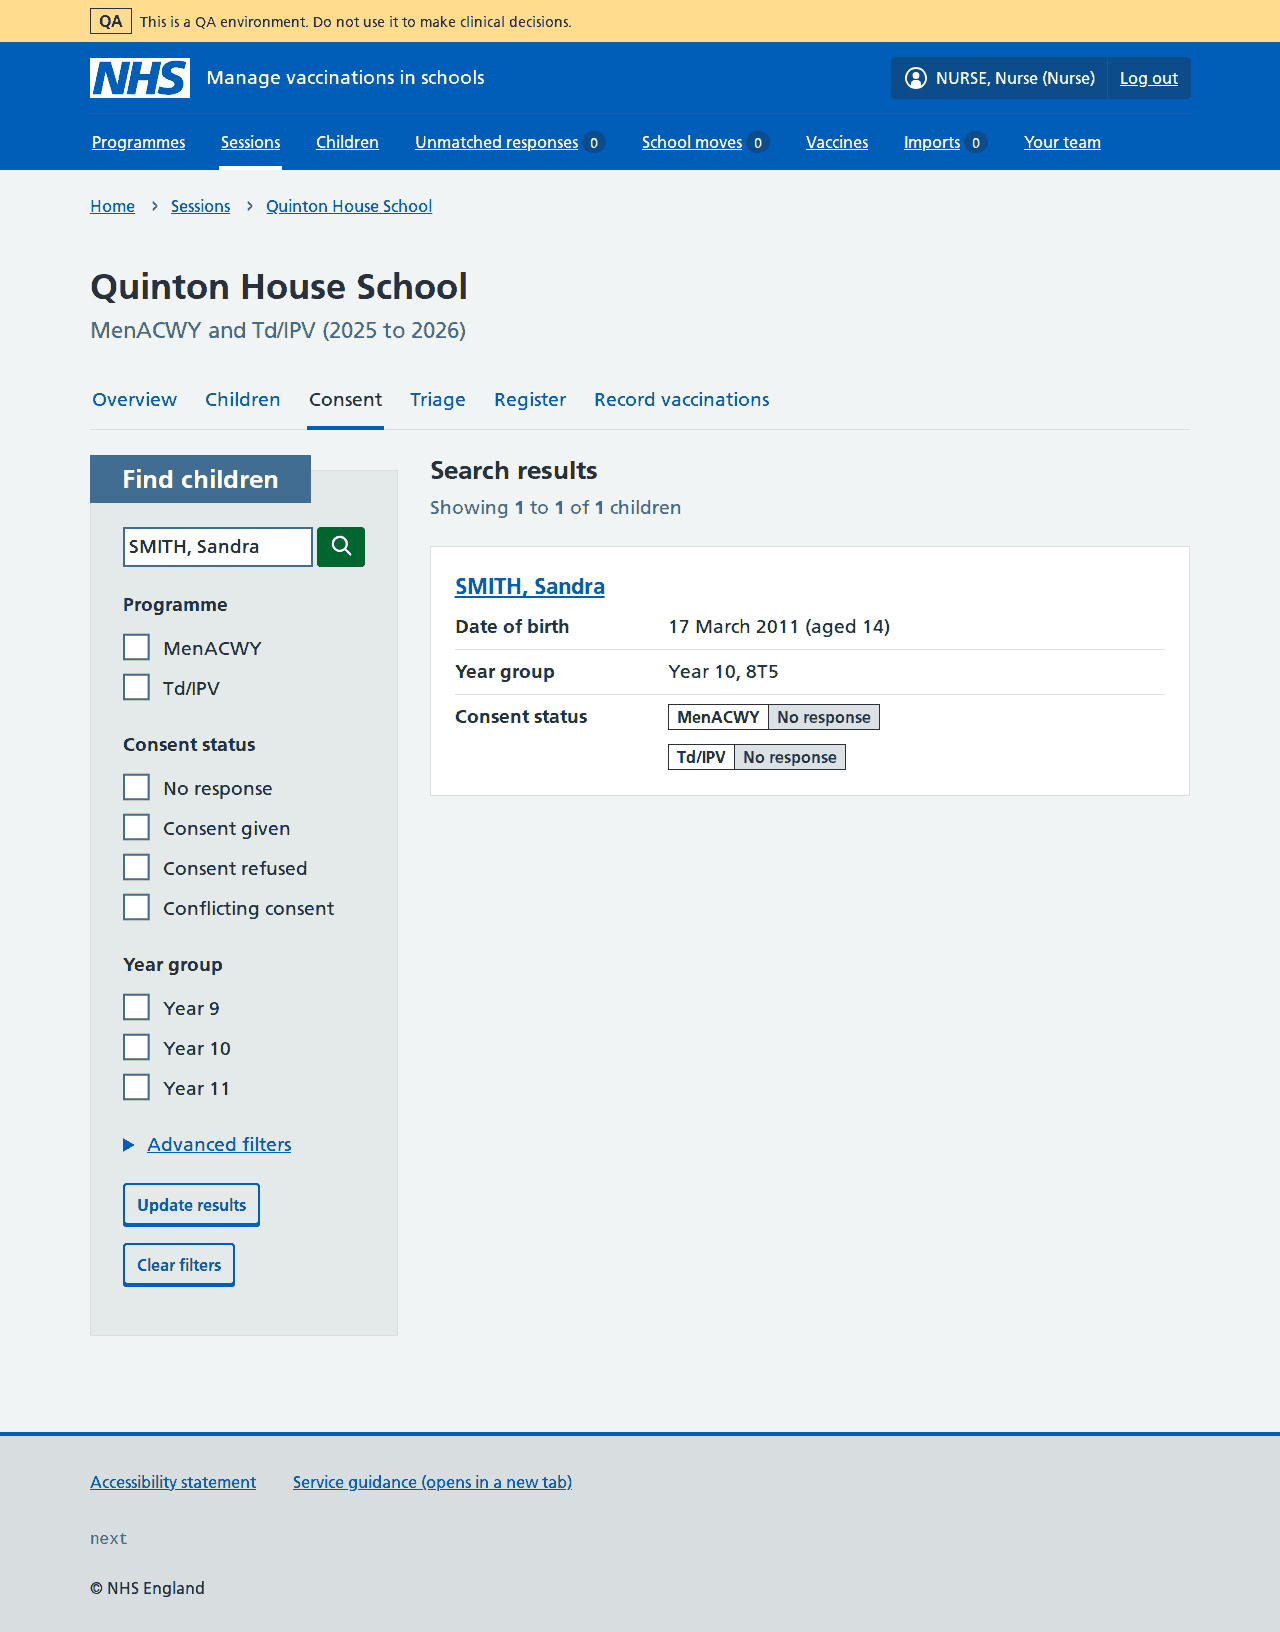 QA This is a QA environment. Do not use it to make clinical decisions.
NHS Manage vaccinations in schools NURSE, Nurse (Nurse) Log out
Programmes Sessions Children Unmatched responses 0 School moves 0 Vaccines Imports 0 Your team
Home Sessions Quinton House School
Quinton House School
MenACWY and Td/IPV (2025 to 2026)
Overview Children Consent Triage Register Record vaccinations
Find children
SMITH, Sandra
Programme
MenACWY
Td/IPV
Consent status
No response
Consent given
Consent refused
Conflicting consent
Year group
Year 9
Year 10
Year 11
Advanced filters
Update results
Clear filters
Search results
Showing 1 to 1 of 1 children
SMITH, Sandra
Date of birth 17 March 2011 (aged 14)
Year group Year 10, 8T5
Consent status MenACWY No response
Td/IPV No response
Accessibility statement Service guidance (opens in a new tab)
next
© NHS England